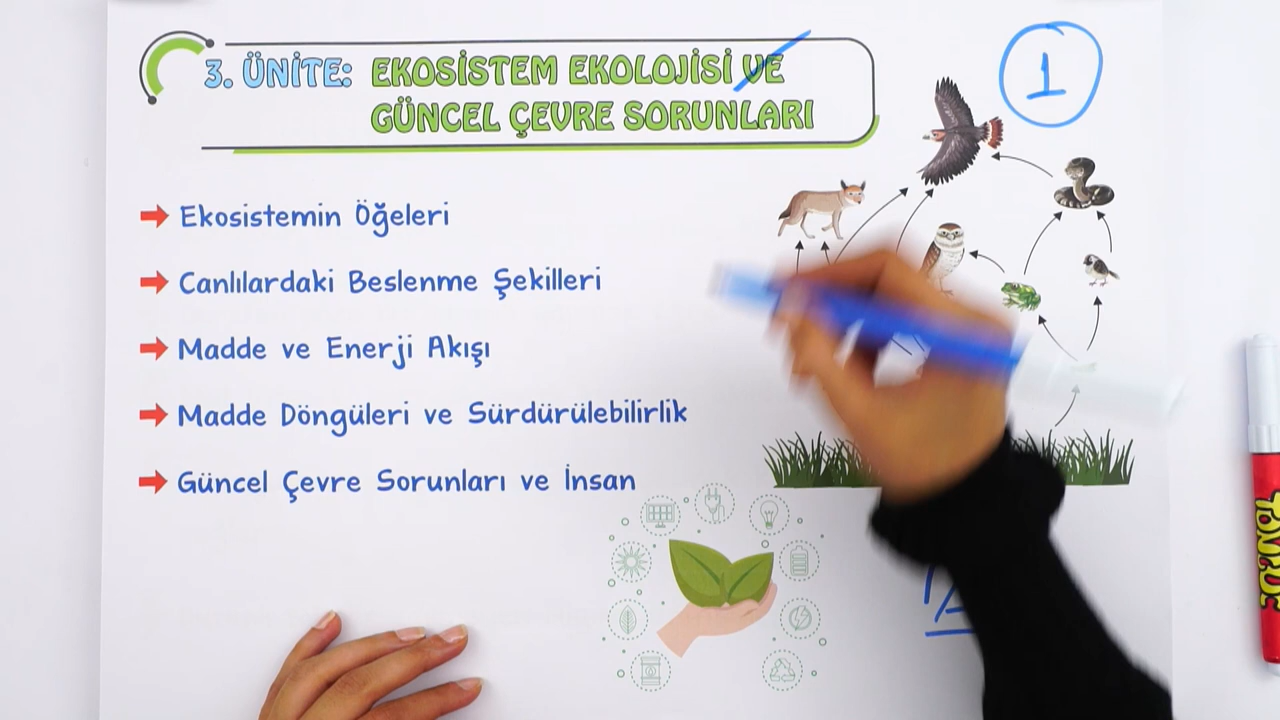 3. ÜNİTE: EKOSİSTEM EKOLOJİSİ VE
GÜNCEL ÇEVRE SORUNLARI
1
Ekosistemin Öğeleri
Canlılardaki Beslenme Şekilleri
Madde ve Enerji Akışı
Madde Döngüleri ve Sürdürülebilirlik
Güncel Çevre Sorunları ve İnsan